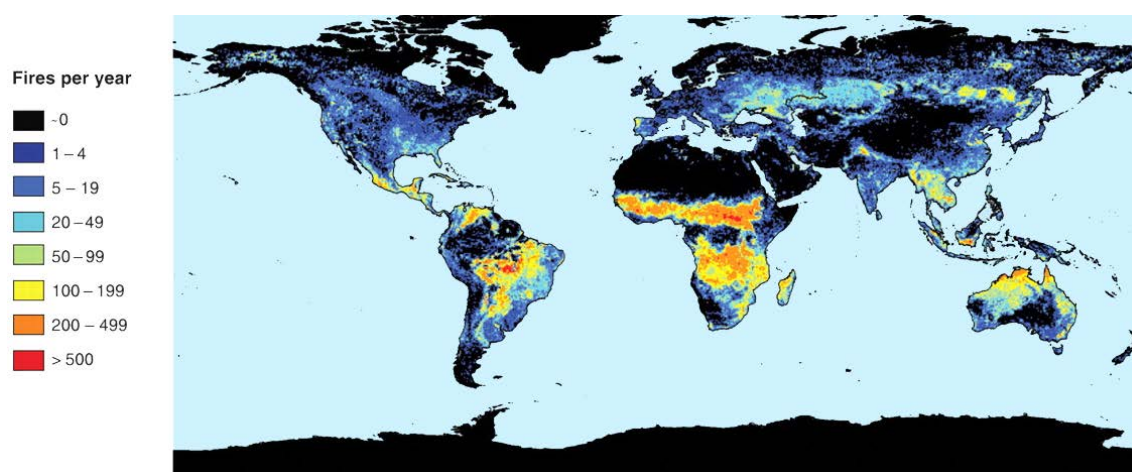 Fires per year
~0
1 – 4
5 – 19
20 – 49
50 – 99
100 – 199
200 – 499
> 500